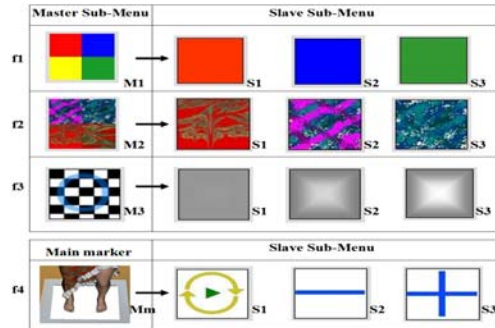 Master Sub-Menu Slave Sub-Menu
f1 M1 S1 S2 S3
f2 M2 S1 S2 S3
f3 M3 S1 S2 S3
Main marker Slave Sub-Menu
f4 Mm S1 S2 S3